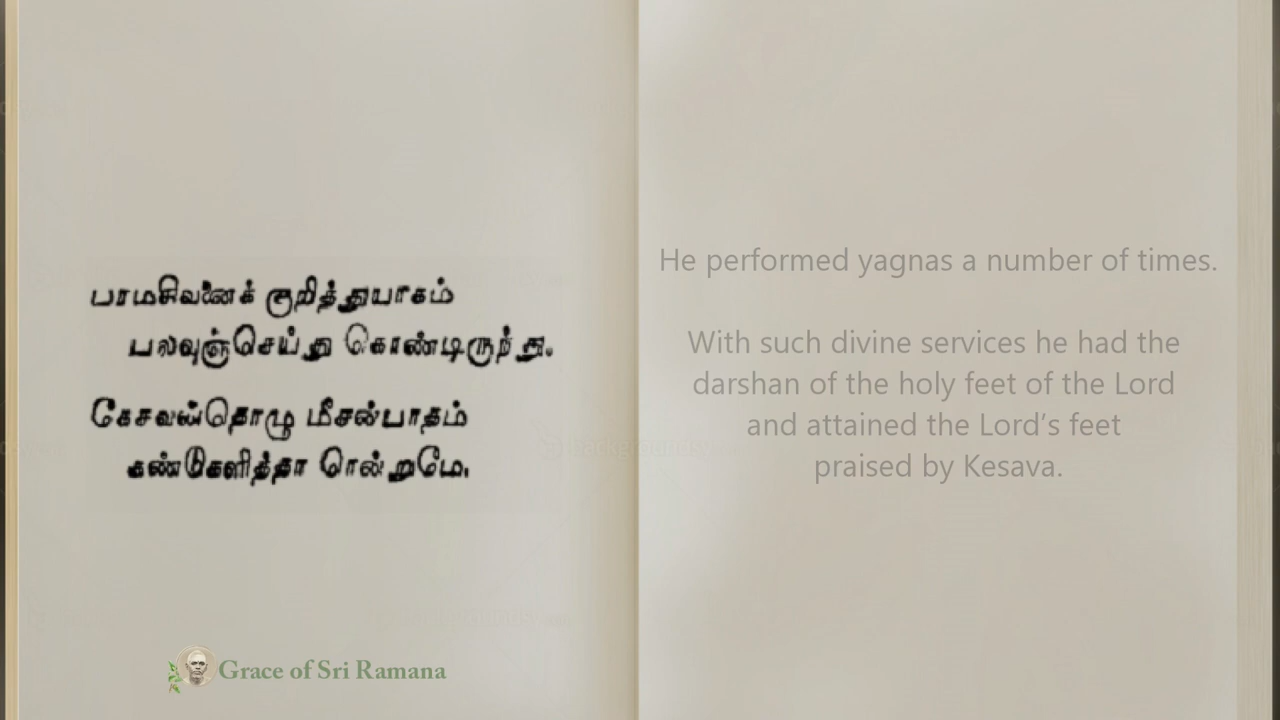 பரமசிவனைக் குறித்துயாகம்
பலவுஞ்செய்து கொண்டிருந்து.
கேசவன்தொழு மீசன்பாதம்
கண்டுகளித்தா ரென்றுமே.
He performed yagnas a number of times.
With such divine services he had the
darshan of the holy feet of the Lord
and attained the Lord’s feet
praised by Kesava.
Grace of Sri Ramana